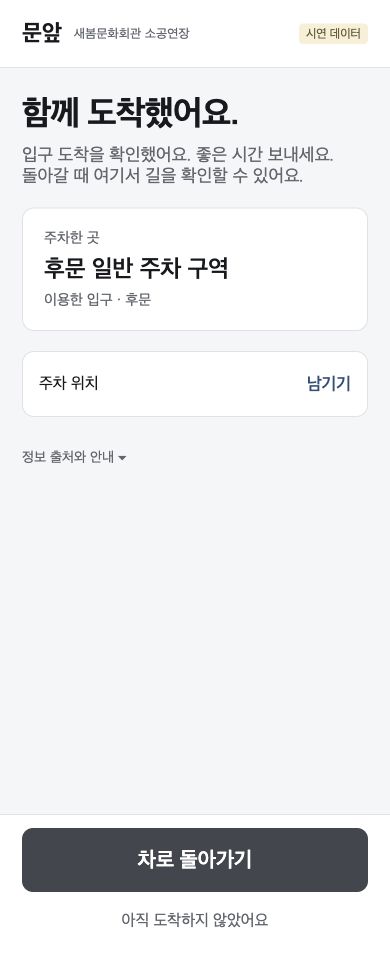 문앞 새봄문화회관 소공연장 시연 데이터
함께 도착했어요.
입구 도착을 확인했어요. 좋은 시간 보내세요.
돌아갈 때 여기서 길을 확인할 수 있어요.
주차한 곳
후문 일반 주차 구역
이용한 입구 · 후문
주차 위치 남기기
정보 출처와 안내
차로 돌아가기
아직 도착하지 않았어요